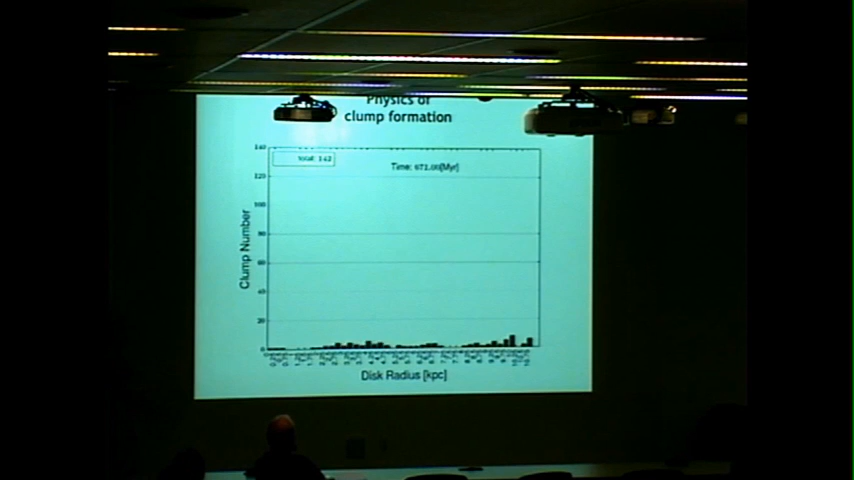 Physics of
clump formation
140
Total: 142
Time: 671.00[Myr]
120
100
80
60
40
20
0
Clump Number
Disk Radius [kpc]